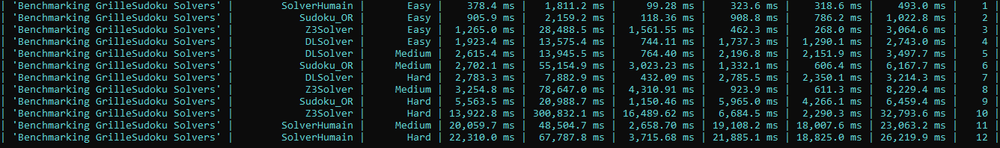 | 'Benchmarking GrilleSudoku Solvers' | SolverHumain | Easy | 378.4 ms | 1,811.2 ms | 99.28 ms | 323.6 ms | 318.6 ms | 493.0 ms | 1 |
| 'Benchmarking GrilleSudoku Solvers' | Sudoku_OR | Easy | 905.9 ms | 2,159.2 ms | 118.36 ms | 908.8 ms | 786.2 ms | 1,022.8 ms | 2 |
| 'Benchmarking GrilleSudoku Solvers' | Z3Solver | Easy | 1,265.0 ms | 28,488.5 ms | 1,561.55 ms | 462.3 ms | 268.0 ms | 3,064.6 ms | 3 |
| 'Benchmarking GrilleSudoku Solvers' | DLSolver | Easy | 1,923.4 ms | 13,575.4 ms | 744.11 ms | 1,737.3 ms | 1,290.1 ms | 2,743.0 ms | 4 |
| 'Benchmarking GrilleSudoku Solvers' | DLSolver | Medium | 2,615.4 ms | 13,945.5 ms | 764.40 ms | 2,196.8 ms | 2,151.9 ms | 3,497.7 ms | 5 |
| 'Benchmarking GrilleSudoku Solvers' | Sudoku_OR | Medium | 2,702.1 ms | 55,154.9 ms | 3,023.23 ms | 1,332.1 ms | 606.4 ms | 6,167.7 ms | 6 |
| 'Benchmarking GrilleSudoku Solvers' | DLSolver | Hard | 2,783.3 ms | 7,882.9 ms | 432.09 ms | 2,785.5 ms | 2,350.1 ms | 3,214.3 ms | 7 |
| 'Benchmarking GrilleSudoku Solvers' | Z3Solver | Medium | 3,254.8 ms | 78,647.0 ms | 4,310.91 ms | 923.9 ms | 611.3 ms | 8,229.4 ms | 8 |
| 'Benchmarking GrilleSudoku Solvers' | Sudoku_OR | Hard | 5,563.5 ms | 20,988.7 ms | 1,150.46 ms | 5,965.0 ms | 4,266.1 ms | 6,459.4 ms | 9 |
| 'Benchmarking GrilleSudoku Solvers' | Z3Solver | Hard | 13,922.8 ms | 300,832.1 ms | 16,489.62 ms | 6,684.5 ms | 2,290.3 ms | 32,793.6 ms | 10 |
| 'Benchmarking GrilleSudoku Solvers' | SolverHumain | Medium | 20,059.7 ms | 48,504.7 ms | 2,658.70 ms | 19,108.2 ms | 18,007.6 ms | 23,063.2 ms | 11 |
| 'Benchmarking GrilleSudoku Solvers' | SolverHumain | Hard | 22,310.0 ms | 67,787.8 ms | 3,715.68 ms | 21,885.1 ms | 18,825.0 ms | 26,219.9 ms | 12 |